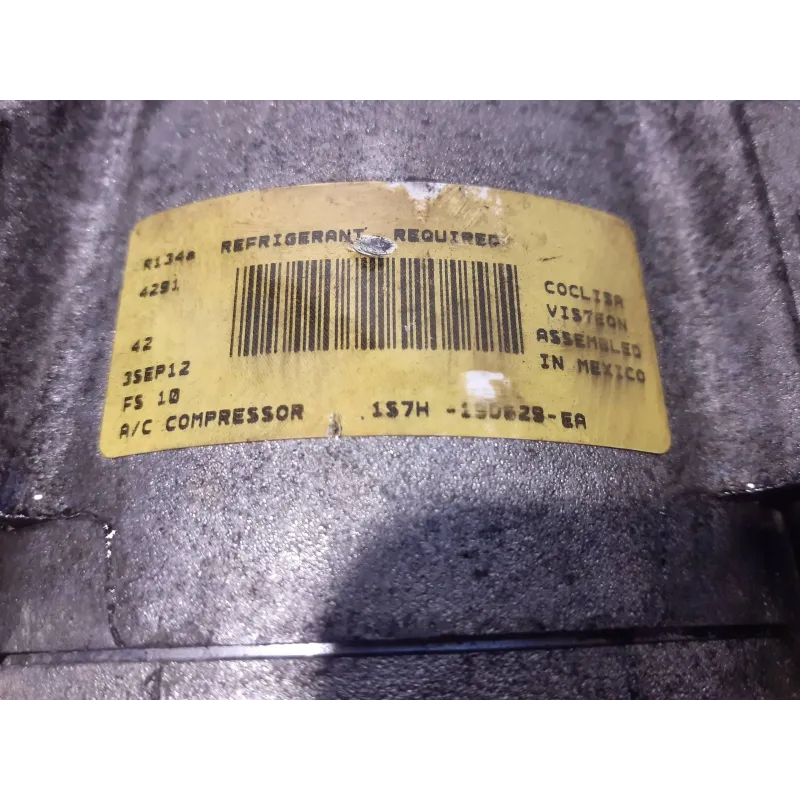 R134a REFRIGERANT REQUIRED
4291
42
3SEP12
FS 10
A/C COMPRESSOR 1S7H -19D629-EA
COCLISA
VISTEON
ASSEMBLED
IN MEXICO